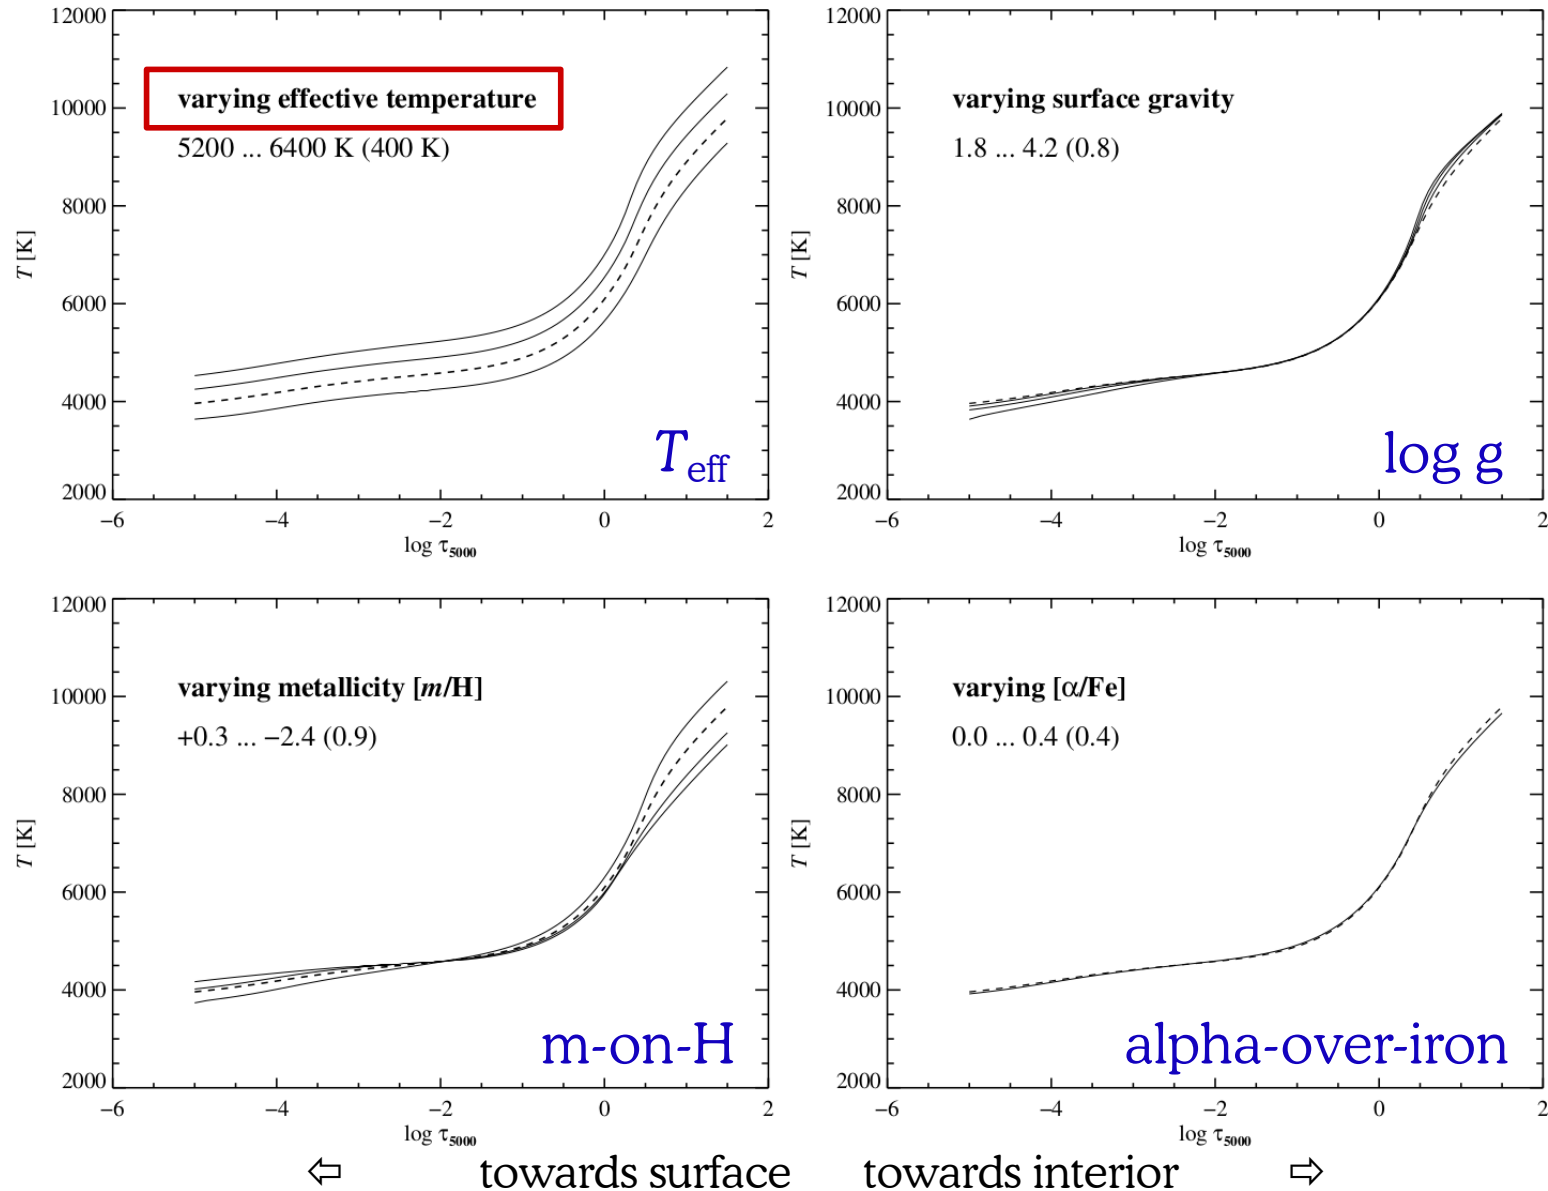 12000
10000
8000
6000
4000
2000
T [K]
varying effective temperature
5200 ... 6400 K (400 K)
T eff
−6 −4 −2 0 2
log τ5000
12000
10000
8000
6000
4000
2000
T [K]
varying surface gravity
1.8 ... 4.2 (0.8)
log g
−6 −4 −2 0 2
log τ5000
12000
10000
8000
6000
4000
2000
T [K]
varying metallicity [m/H]
+0.3 ... −2.4 (0.9)
m-on-H
−6 −4 −2 0 2
log τ5000
12000
10000
8000
6000
4000
2000
T [K]
varying [α/Fe]
0.0 ... 0.4 (0.4)
alpha-over-iron
−6 −4 −2 0 2
log τ5000
⇦ towards surface towards interior ⇨